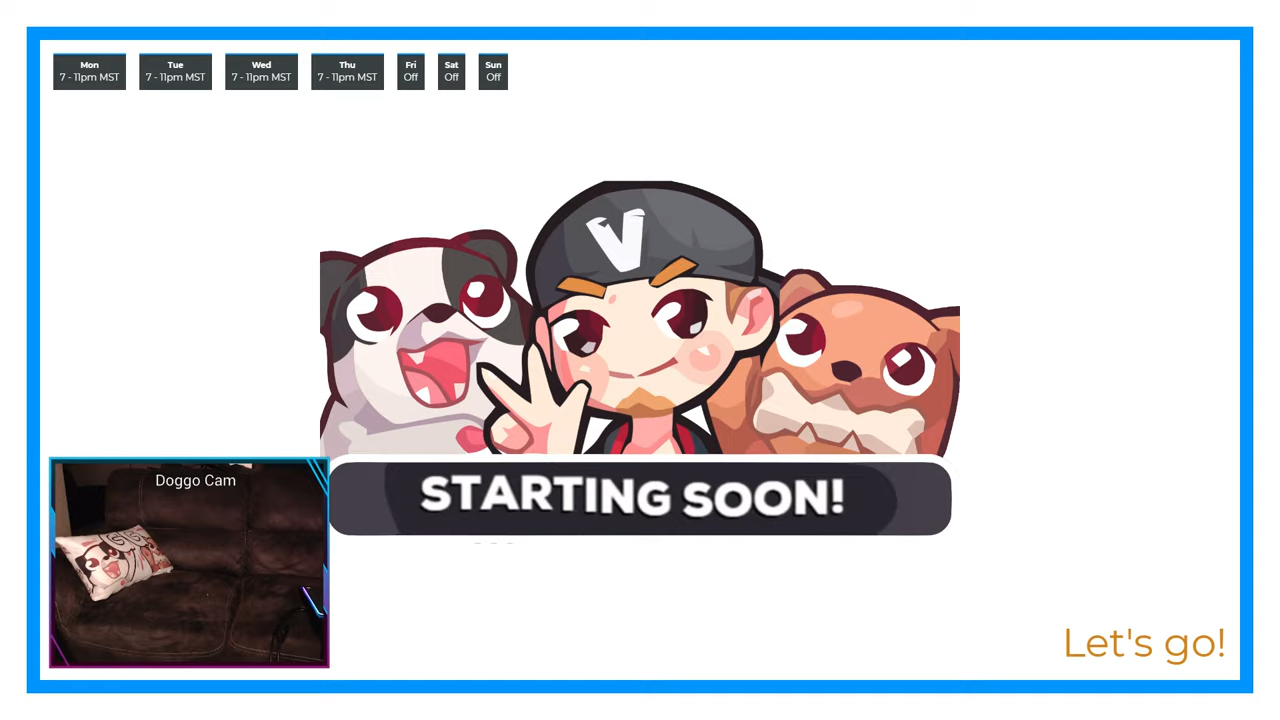 Mon
7 - 11pm MST
Tue
7 - 11pm MST
Wed
7 - 11pm MST
Thu
7 - 11pm MST
Fri
Off
Sat
Off
Sun
Off
V
STARTING SOON!
Doggo Cam
Let's go!